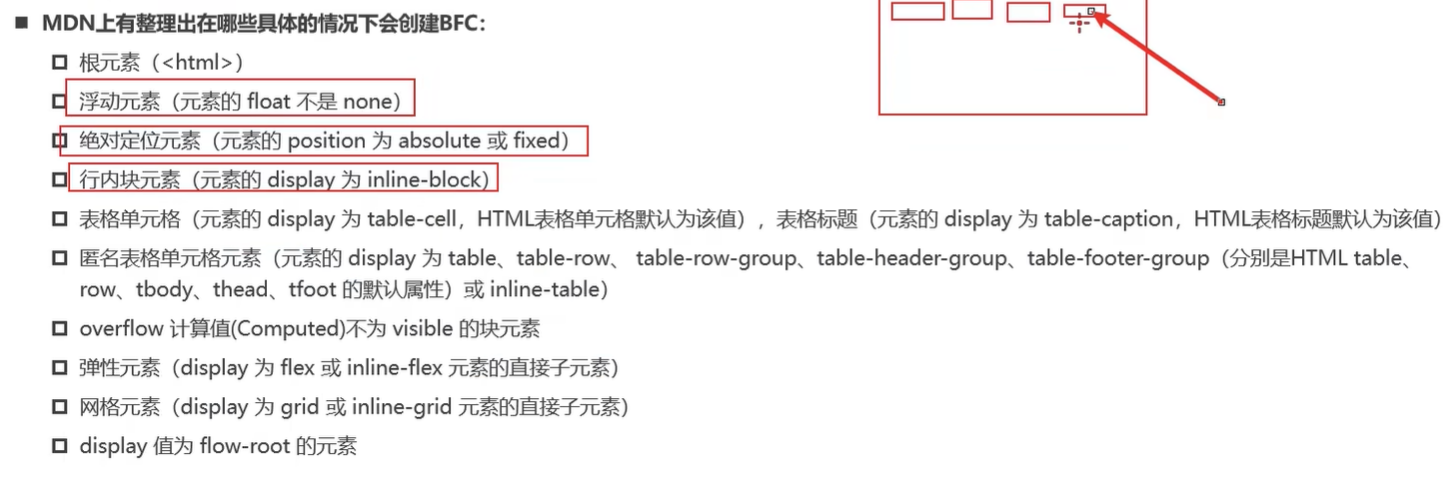 MDN上有整理出在哪些具体的情况下会创建BFC：
根元素（<html>）
浮动元素（元素的 float 不是 none）
绝对定位元素（元素的 position 为 absolute 或 fixed）
行内块元素（元素的 display 为 inline-block）
表格单元格（元素的 display 为 table-cell，HTML表格单元格默认为该值），表格标题（元素的 display 为 table-caption，HTML表格标题默认为该值）
匿名表格单元格元素（元素的 display 为 table、table-row、 table-row-group、table-header-group、table-footer-group（分别是HTML table、
row、tbody、thead、tfoot 的默认属性）或 inline-table）
overflow 计算值(Computed)不为 visible 的块元素
弹性元素（display 为 flex 或 inline-flex 元素的直接子元素）
网格元素（display 为 grid 或 inline-grid 元素的直接子元素）
display 值为 flow-root 的元素